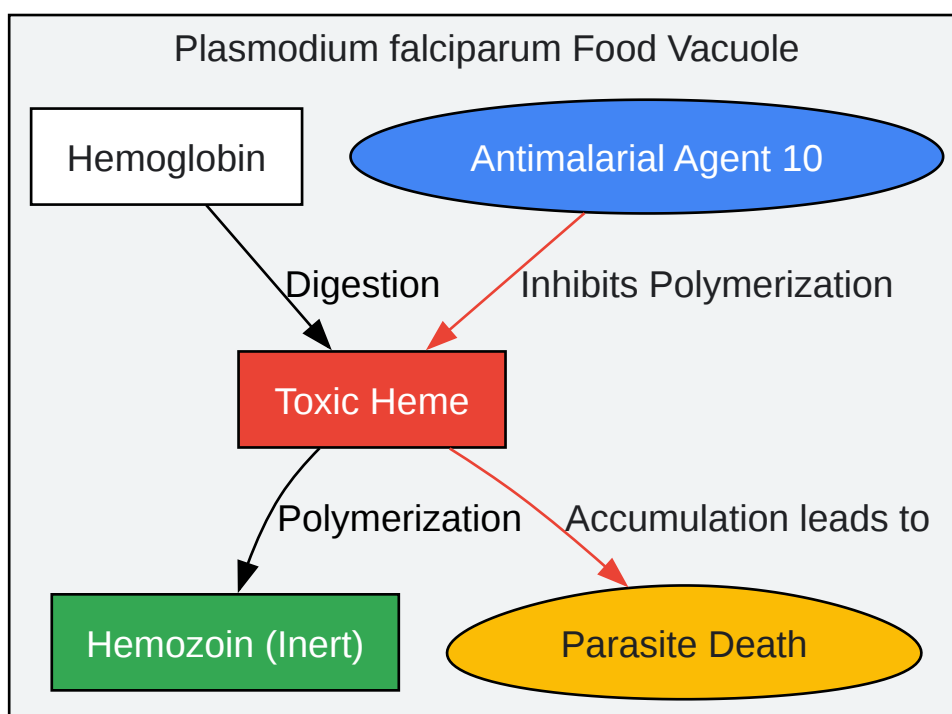 Plasmodium falciparum Food Vacuole
Hemoglobin
Antimalarial Agent 10
Digestion
Inhibits Polymerization
Toxic Heme
Polymerization
Accumulation leads to
Hemozoin (Inert)
Parasite Death